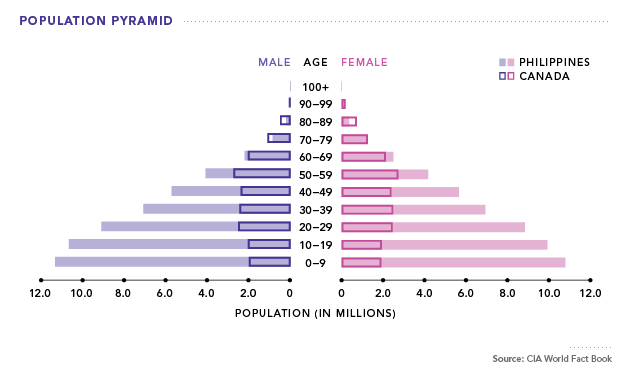 POPULATION PYRAMID
MALE AGE FEMALE
PHILIPPINES
CANADA
100+
90–99
80–89
70–79
60–69
50–59
40–49
30–39
20–29
10–19
0–9
12.0 10.0 8.0 6.0 4.0 2.0 0 0 2.0 4.0 6.0 8.0 10.0 12.0
POPULATION (IN MILLIONS)
Source: CIA World Fact Book